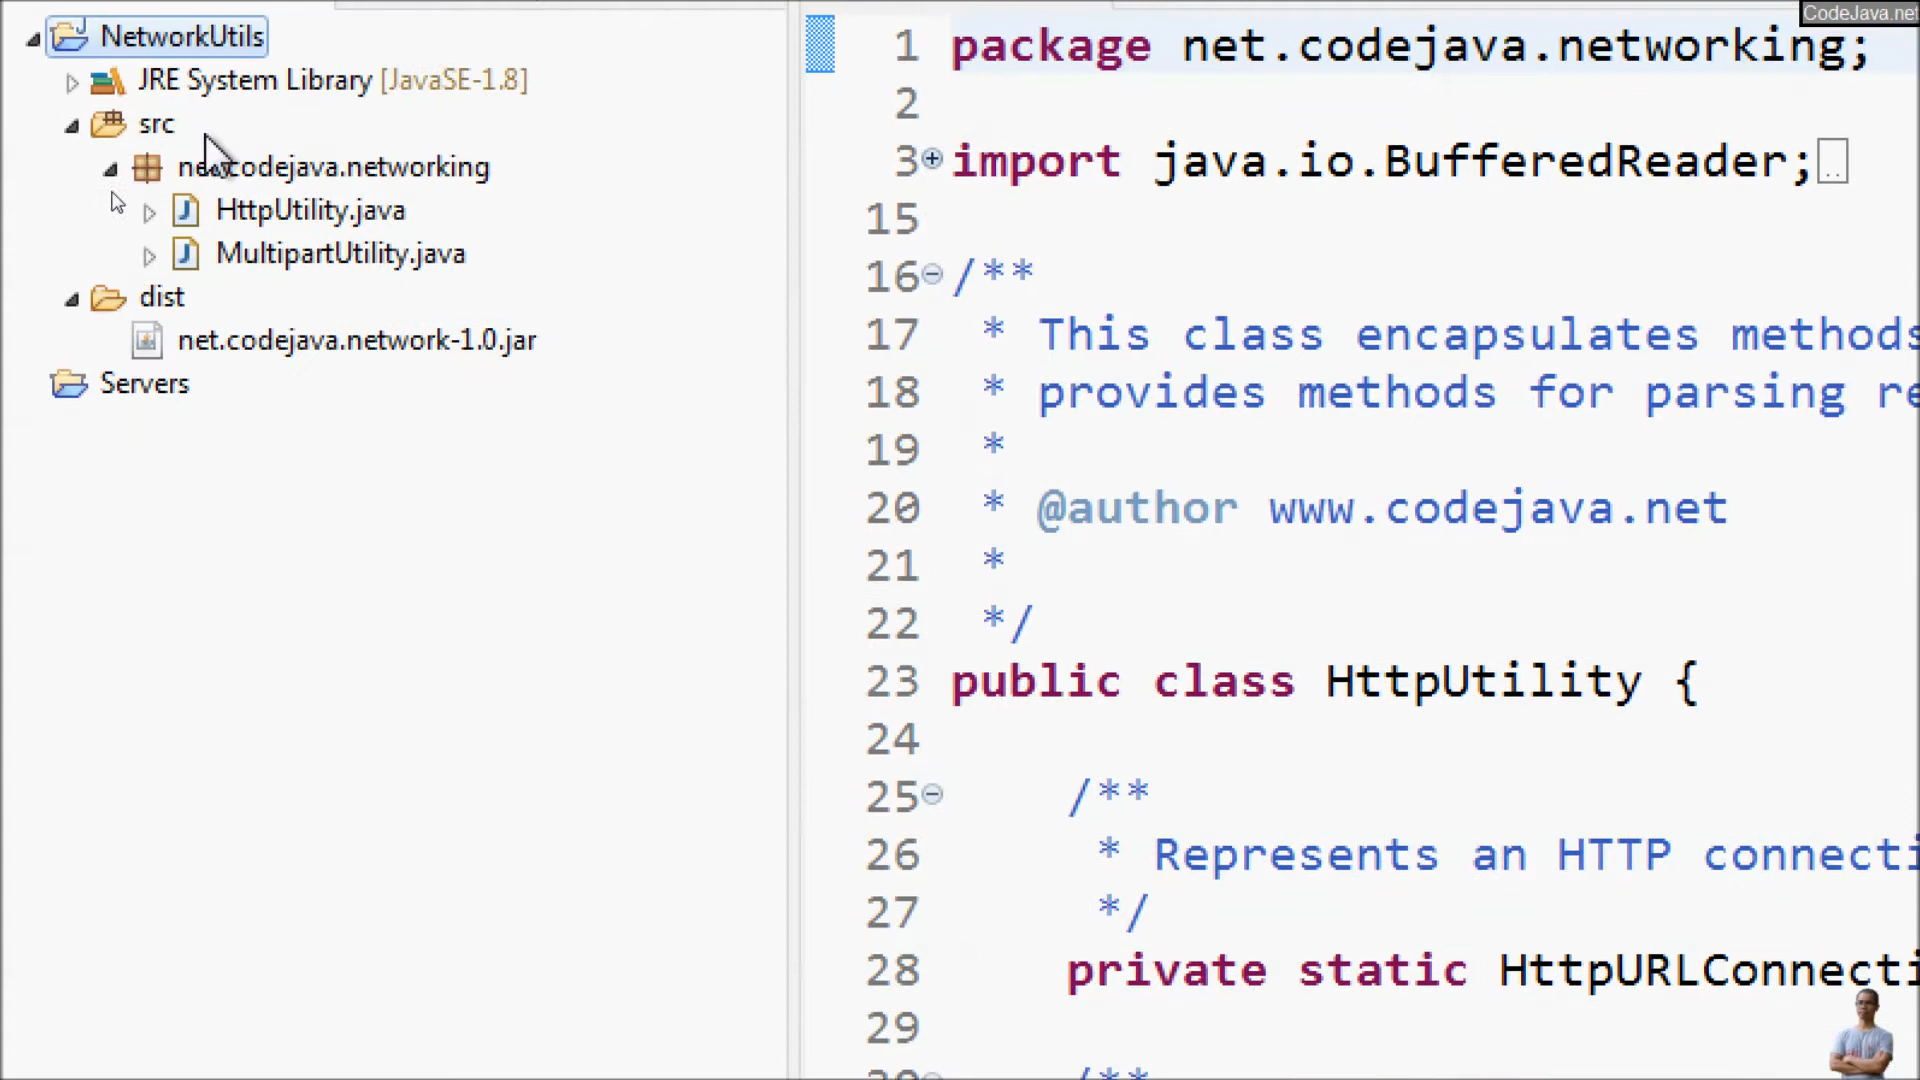 NetworkUtils
JRE System Library [JavaSE-1.8]
src
codejava.networking
HttpUtility.java
MultipartUtility.java
dist
net.codejava.network-1.0.jar
Servers
CodeJava.net
1 package net.codejava.networking;
2
3 import java.io.BufferedReader;
15
16 /**
17 * This class encapsulates methods
18 * provides methods for parsing re
19 *
20 * @author www.codejava.net
21 *
22 */
23 public class HttpUtility {
24
25 /**
26 * Represents an HTTP connecti
27 */
28 private static HttpURLConnecti
29
30 /**